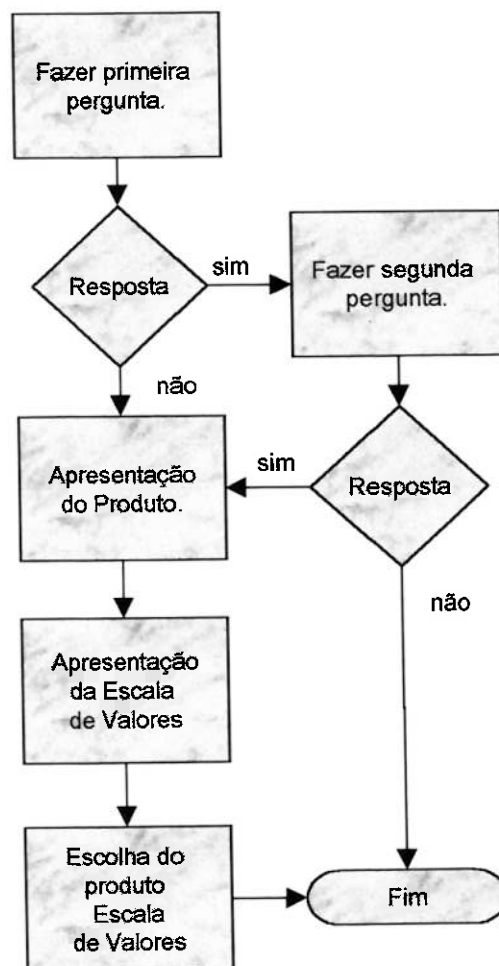 Fazer primeira
pergunta.
Resposta
sim
Fazer segunda
pergunta.
não
Apresentação
do Produto.
sim
Resposta
não
Apresentação
da Escala
de Valores
Escolha do
produto
Escala
de Valores
Fim